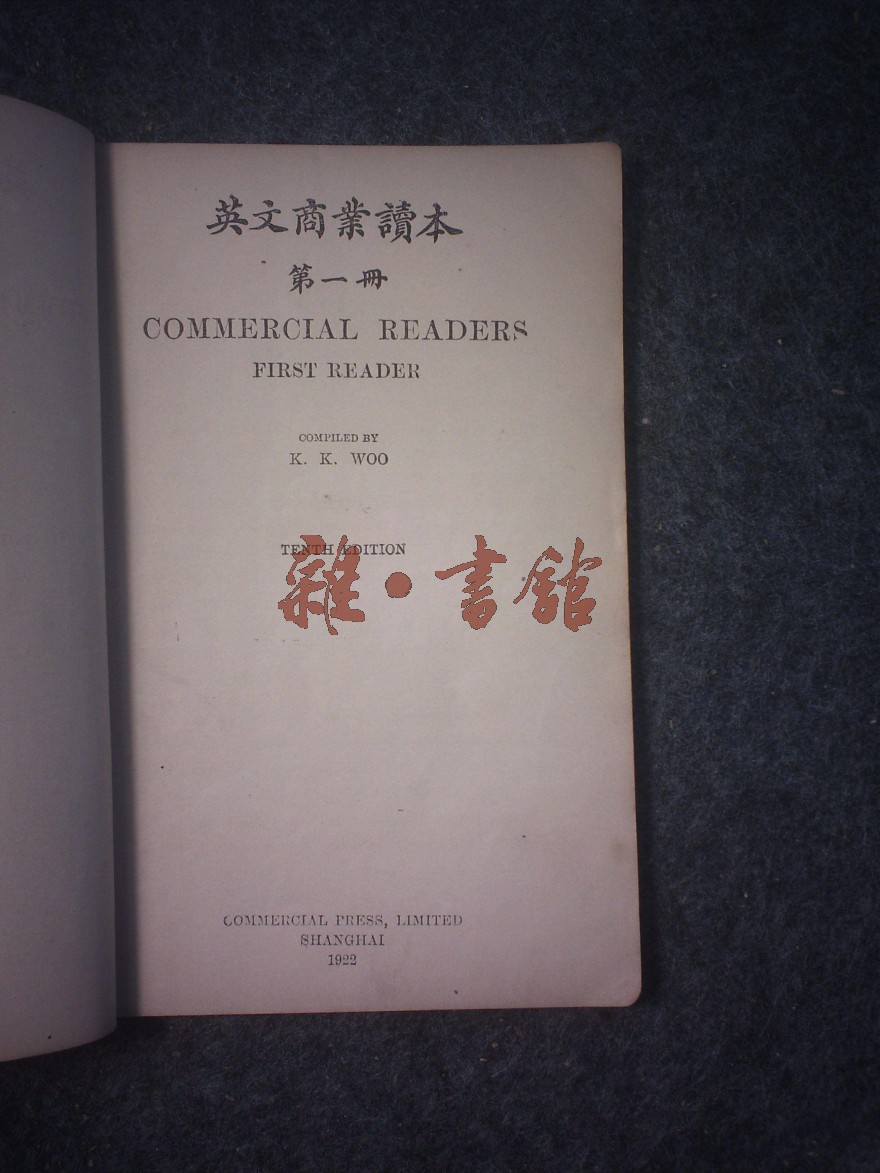 英文商業讀本
第一冊
COMMERCIAL READERS
FIRST READER
COMPILED BY
K. K. WOO
TENTH EDITION
雜·書館
COMMERCIAL PRESS, LIMITED
SHANGHAI
1922